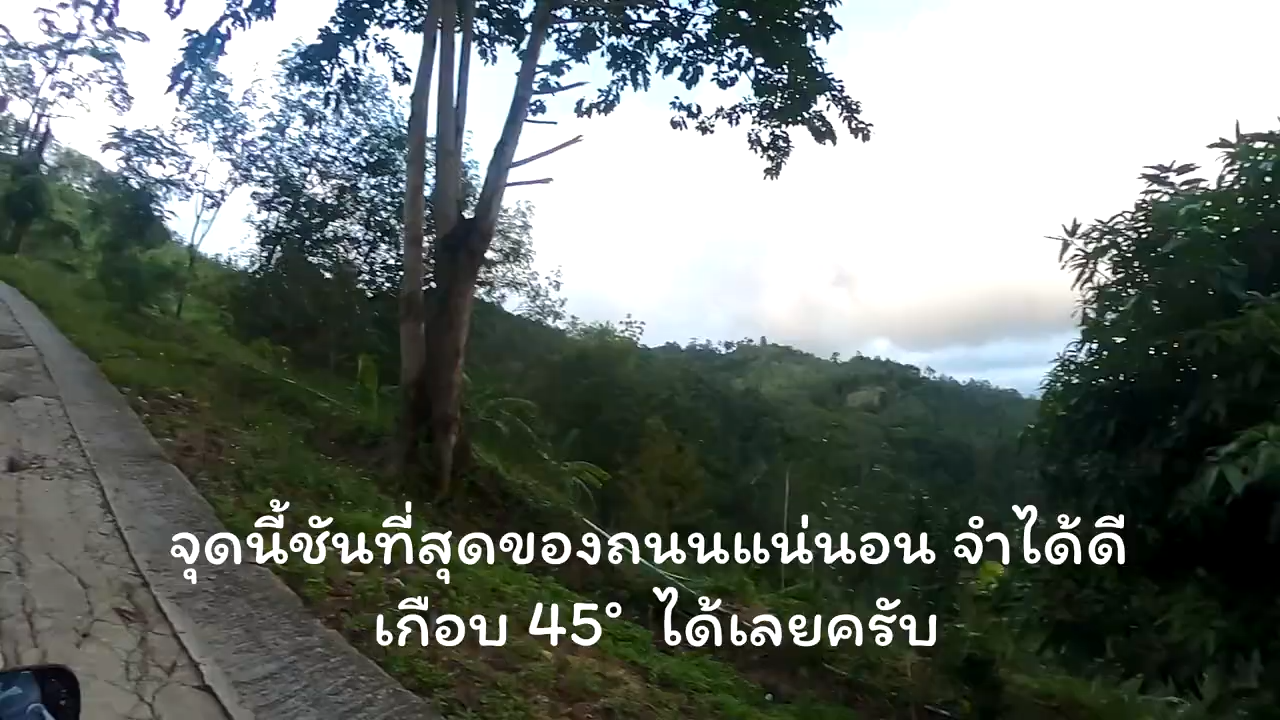 จุดนี้ชันที่สุดของถนนแน่นอน จำได้ดี
เกือบ 45° ได้เลยครับ